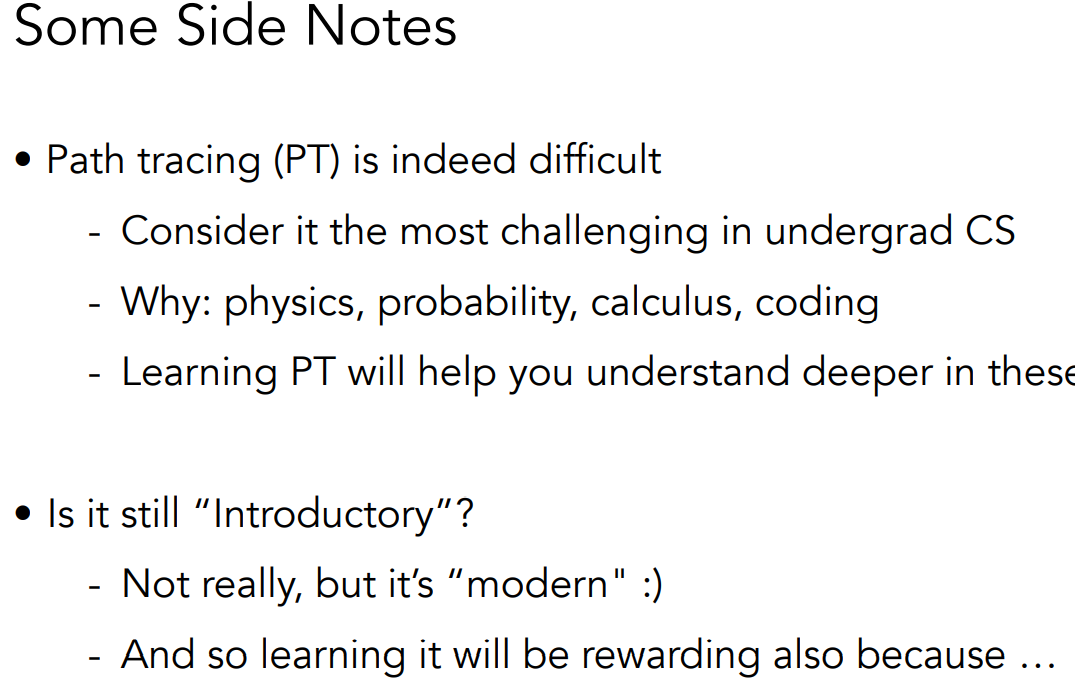 Some Side Notes
• Path tracing (PT) is indeed difficult
- Consider it the most challenging in undergrad CS
- Why: physics, probability, calculus, coding
- Learning PT will help you understand deeper in these
• Is it still “Introductory”?
- Not really, but it’s “modern" :)
- And so learning it will be rewarding also because …